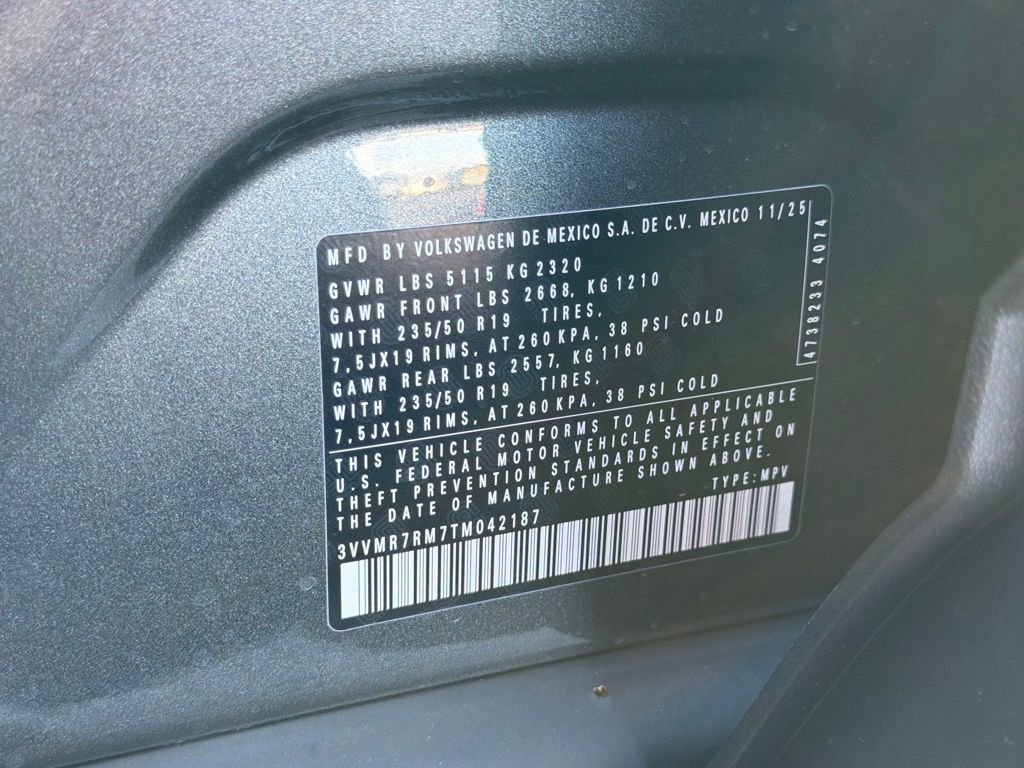 MFD BY VOLKSWAGEN DE MEXICO S.A. DE C.V. MEXICO 11/25
GVWR LBS 5115 KG 2320
GAWR FRONT LBS 2668, KG 1210
WITH 235/50 R19 TIRES,
7,5JX19 RIMS, AT 260 KPA, 38 PSI COLD
GAWR REAR LBS 2557, KG 1160
WITH 235/50 R19 TIRES,
7,5JX19 RIMS, AT 260 KPA, 38 PSI COLD
4738233 4074
THIS VEHICLE CONFORMS TO ALL APPLICABLE
U.S. FEDERAL MOTOR VEHICLE SAFETY AND
THEFT PREVENTION STANDARDS IN EFFECT ON
THE DATE OF MANUFACTURE SHOWN ABOVE.
TYPE: MPV
3VVMR7RM7TM042187